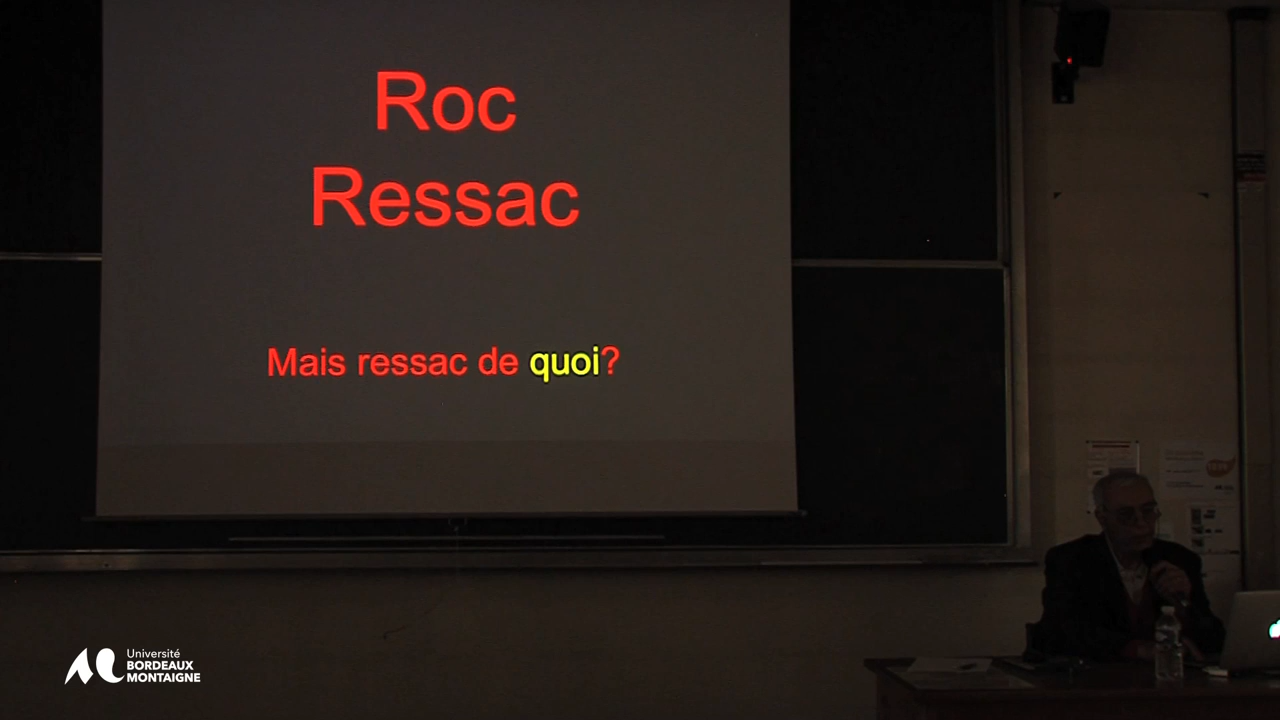 Roc
Ressac
Mais ressac de quoi?
Université
BORDEAUX
MONTAIGNE